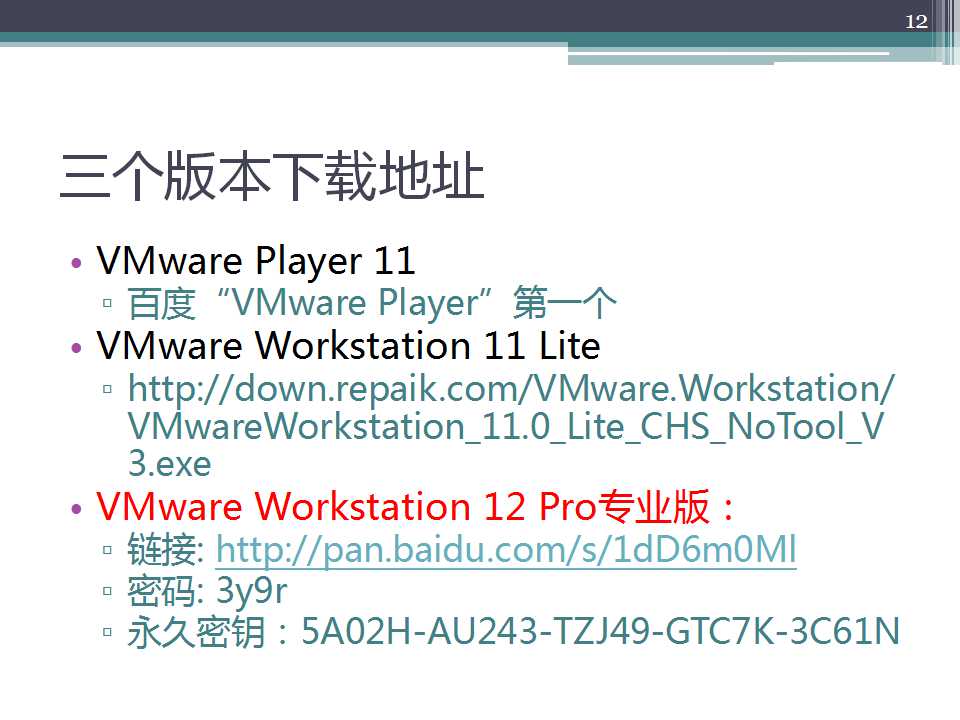 12
三个版本下载地址
• VMware Player 11
▫ 百度“VMware Player”第一个
• VMware Workstation 11 Lite
▫ http://down.repaik.com/VMware.Workstation/
VMwareWorkstation_11.0_Lite_CHS_NoTool_V
3.exe
• VMware Workstation 12 Pro专业版：
▫ 链接: http://pan.baidu.com/s/1dD6m0Ml
▫ 密码: 3y9r
▫ 永久密钥：5A02H-AU243-TZJ49-GTC7K-3C61N